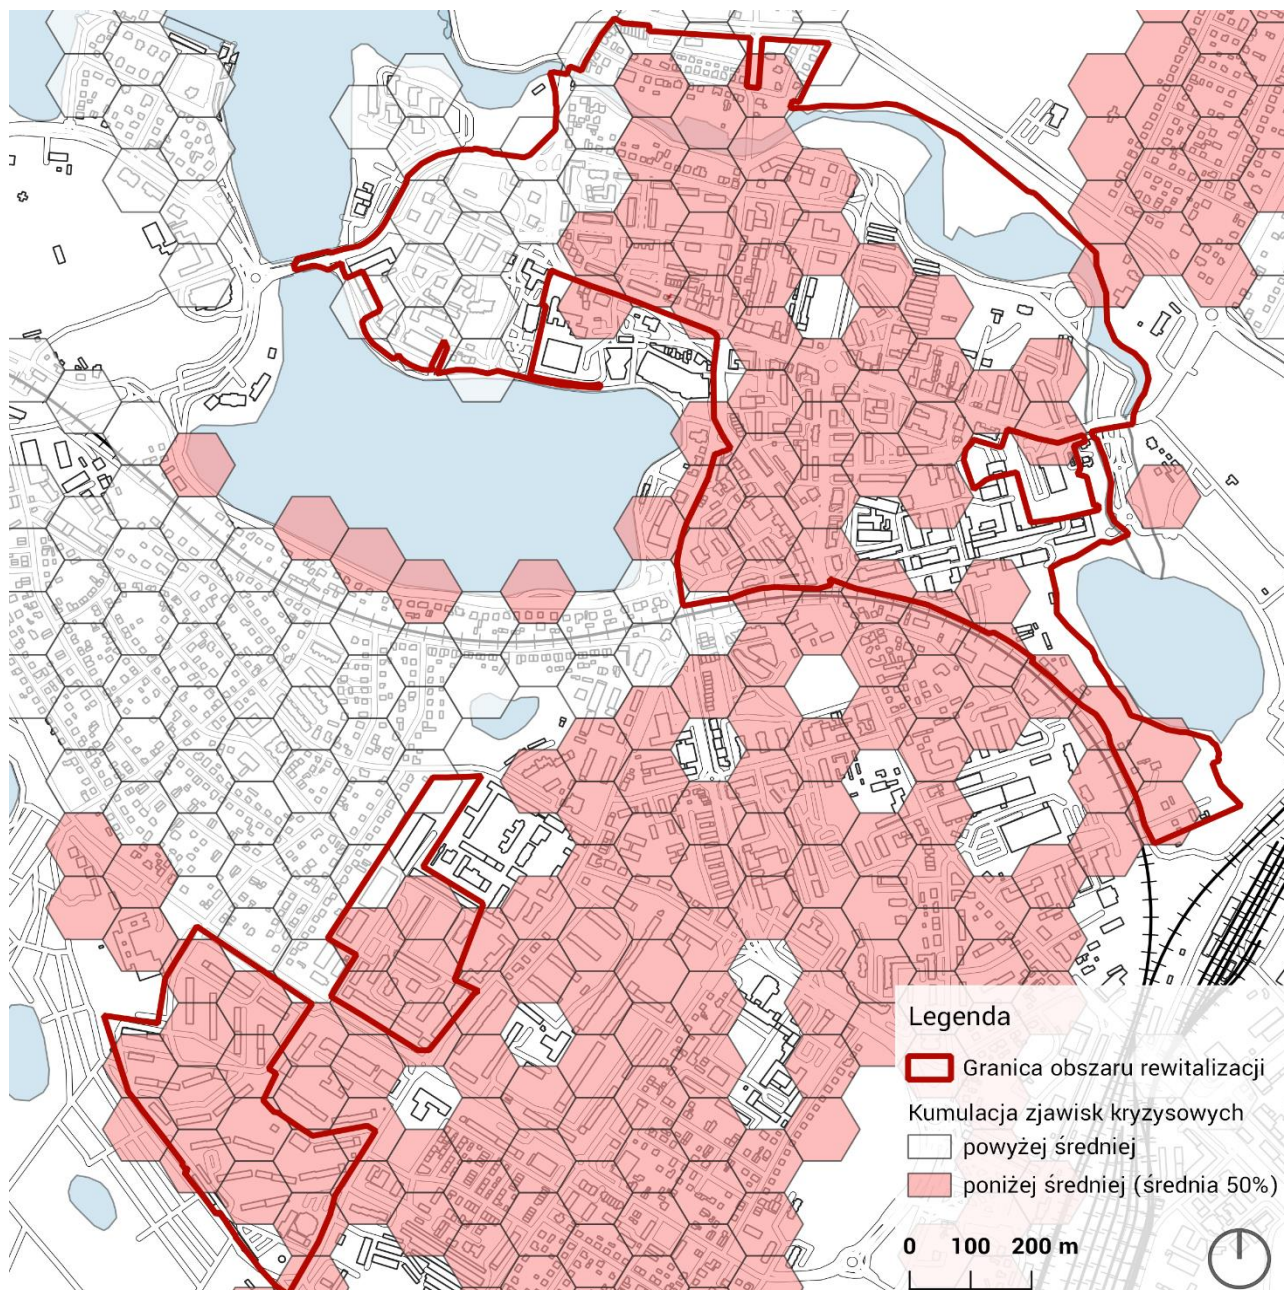 Legenda
Granica obszaru rewitalizacji
Kumulacja zjawisk kryzysowych
powyżej średniej
poniżej średniej (średnia 50%)
0 100 200 m